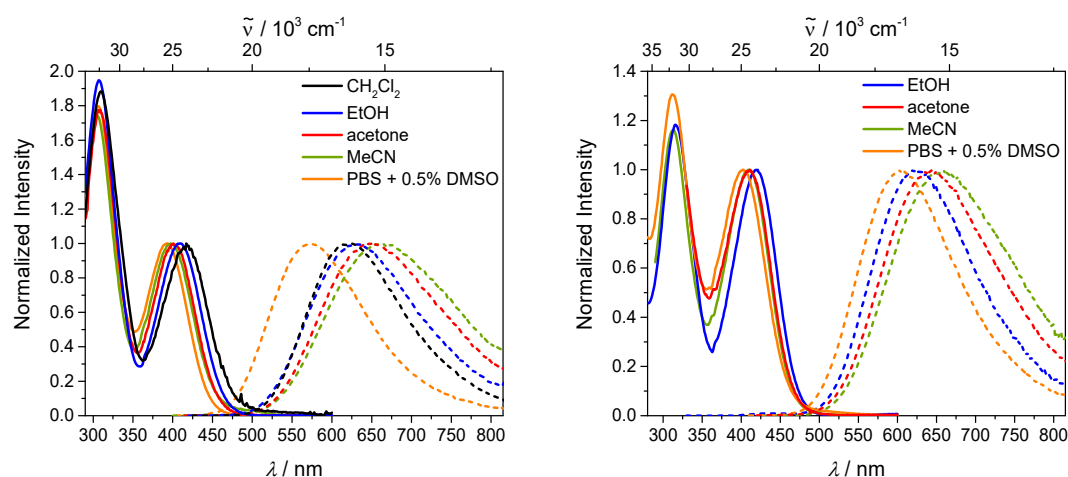 ν̃ / 10³ cm⁻¹
30 25 20 15
2.0
1.8
1.6
1.4
1.2
1.0
0.8
0.6
0.4
0.2
0.0
Normalized Intensity
CH₂Cl₂
EtOH
acetone
MeCN
PBS + 0.5% DMSO
300 350 400 450 500 550 600 650 700 750 800
λ / nm
ν̃ / 10³ cm⁻¹
35 30 25 20 15
1.4
1.2
1.0
0.8
0.6
0.4
0.2
0.0
Normalized Intensity
EtOH
acetone
MeCN
PBS + 0.5% DMSO
300 350 400 450 500 550 600 650 700 750 800
λ / nm